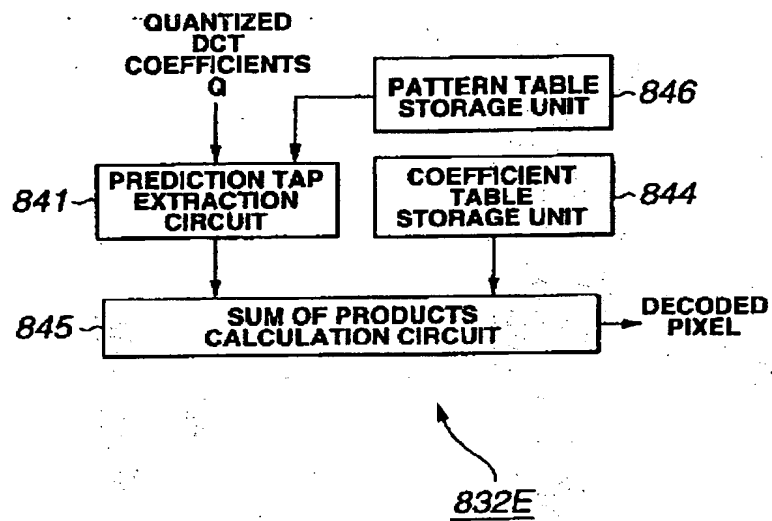 QUANTIZED
DCT
COEFFICIENTS
Q
PATTERN TABLE
STORAGE UNIT
846
841
PREDICTION TAP
EXTRACTION
CIRCUIT
COEFFICIENT
TABLE
STORAGE UNIT
844
845
SUM OF PRODUCTS
CALCULATION CIRCUIT
DECODED
PIXEL
832E